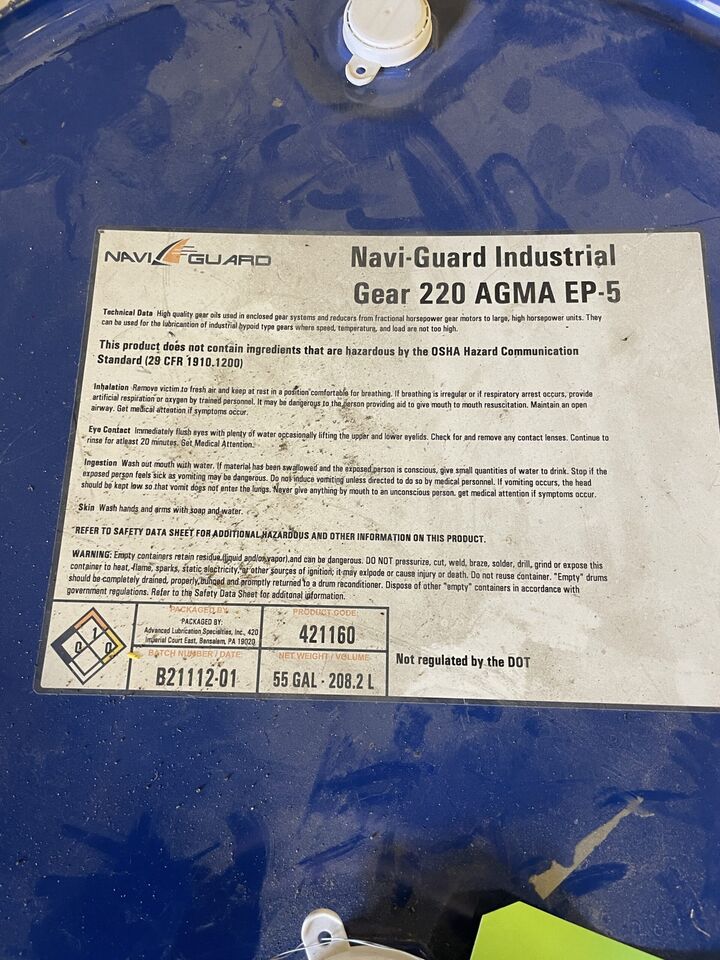 NAVI GUARD
Navi-Guard Industrial
Gear 220 AGMA EP-5
Technical Data High quality gear oils used in enclosed gear systems and reducers from fractional horsepower gear motors to large, high horsepower units. They
can be used for the lubricantion of industrial hypoid type gears where speed, temperature, and load are not too high.
This product does not contain ingredients that are hazardous by the OSHA Hazard Communication
Standard (29 CFR 1910.1200)
Inhalation Remove victim to fresh air and keep at rest in a position comfortable for breathing. If breathing is irregular or if respiratory arrest occurs, provide
artificial respiration or oxygen by trained personnel. It may be dangerous to the person providing aid to give mouth to mouth resuscitation. Maintain an open
airway. Get medical attention if symptoms occur.
Eye Contact Immediately flush eyes with plenty of water occasionally lifting the upper and lower eyelids. Check for and remove any contact lenses. Continue to
rinse for atleast 20 minutes. Get Medical Attention.
Ingestion Wash out mouth with water. If material has been swallowed and the exposed person is conscious, give small quantities of water to drink. Stop if the
exposed person feels sick as vomiting may be dangerous. Do not induce vomiting unless directed to do so by medical personnel. If vomiting occurs, the head
should be kept low so that vomit does not enter the lungs. Never give anything by mouth to an unconscious person. get medical attention if symptoms occur.
Skin Wash hands and arms with soap and water.
*REFER TO SAFETY DATA SHEET FOR ADDITIONAL HAZARDOUS AND OTHER INFORMATION ON THIS PRODUCT.
WARNING: Empty containers retain residue (liquid and/or vapor) and can be dangerous. DO NOT pressurize, cut, weld, braze, solder, drill, grind or expose this
container to heat, flame, sparks, static electricity, or other sources of ignition; it may explode or cause injury or death. Do not reuse container. "Empty" drums
should be completely drained, properly bunged and promptly returned to a drum reconditioner. Dispose of other "empty" containers in accordance with
government regulations. Refer to the Safety Data Sheet for additional information.
0 1 0
PACKAGED BY
PACKAGED BY:
Advanced Lubrication Specialties, Inc., 420
Imperial Court East, Bensalem, PA 19020
PRODUCT CODE:
421160
BATCH NUMBER / DATE
B21112-01
NET WEIGHT / VOLUME
55 GAL - 208.2 L
Not regulated by the DOT